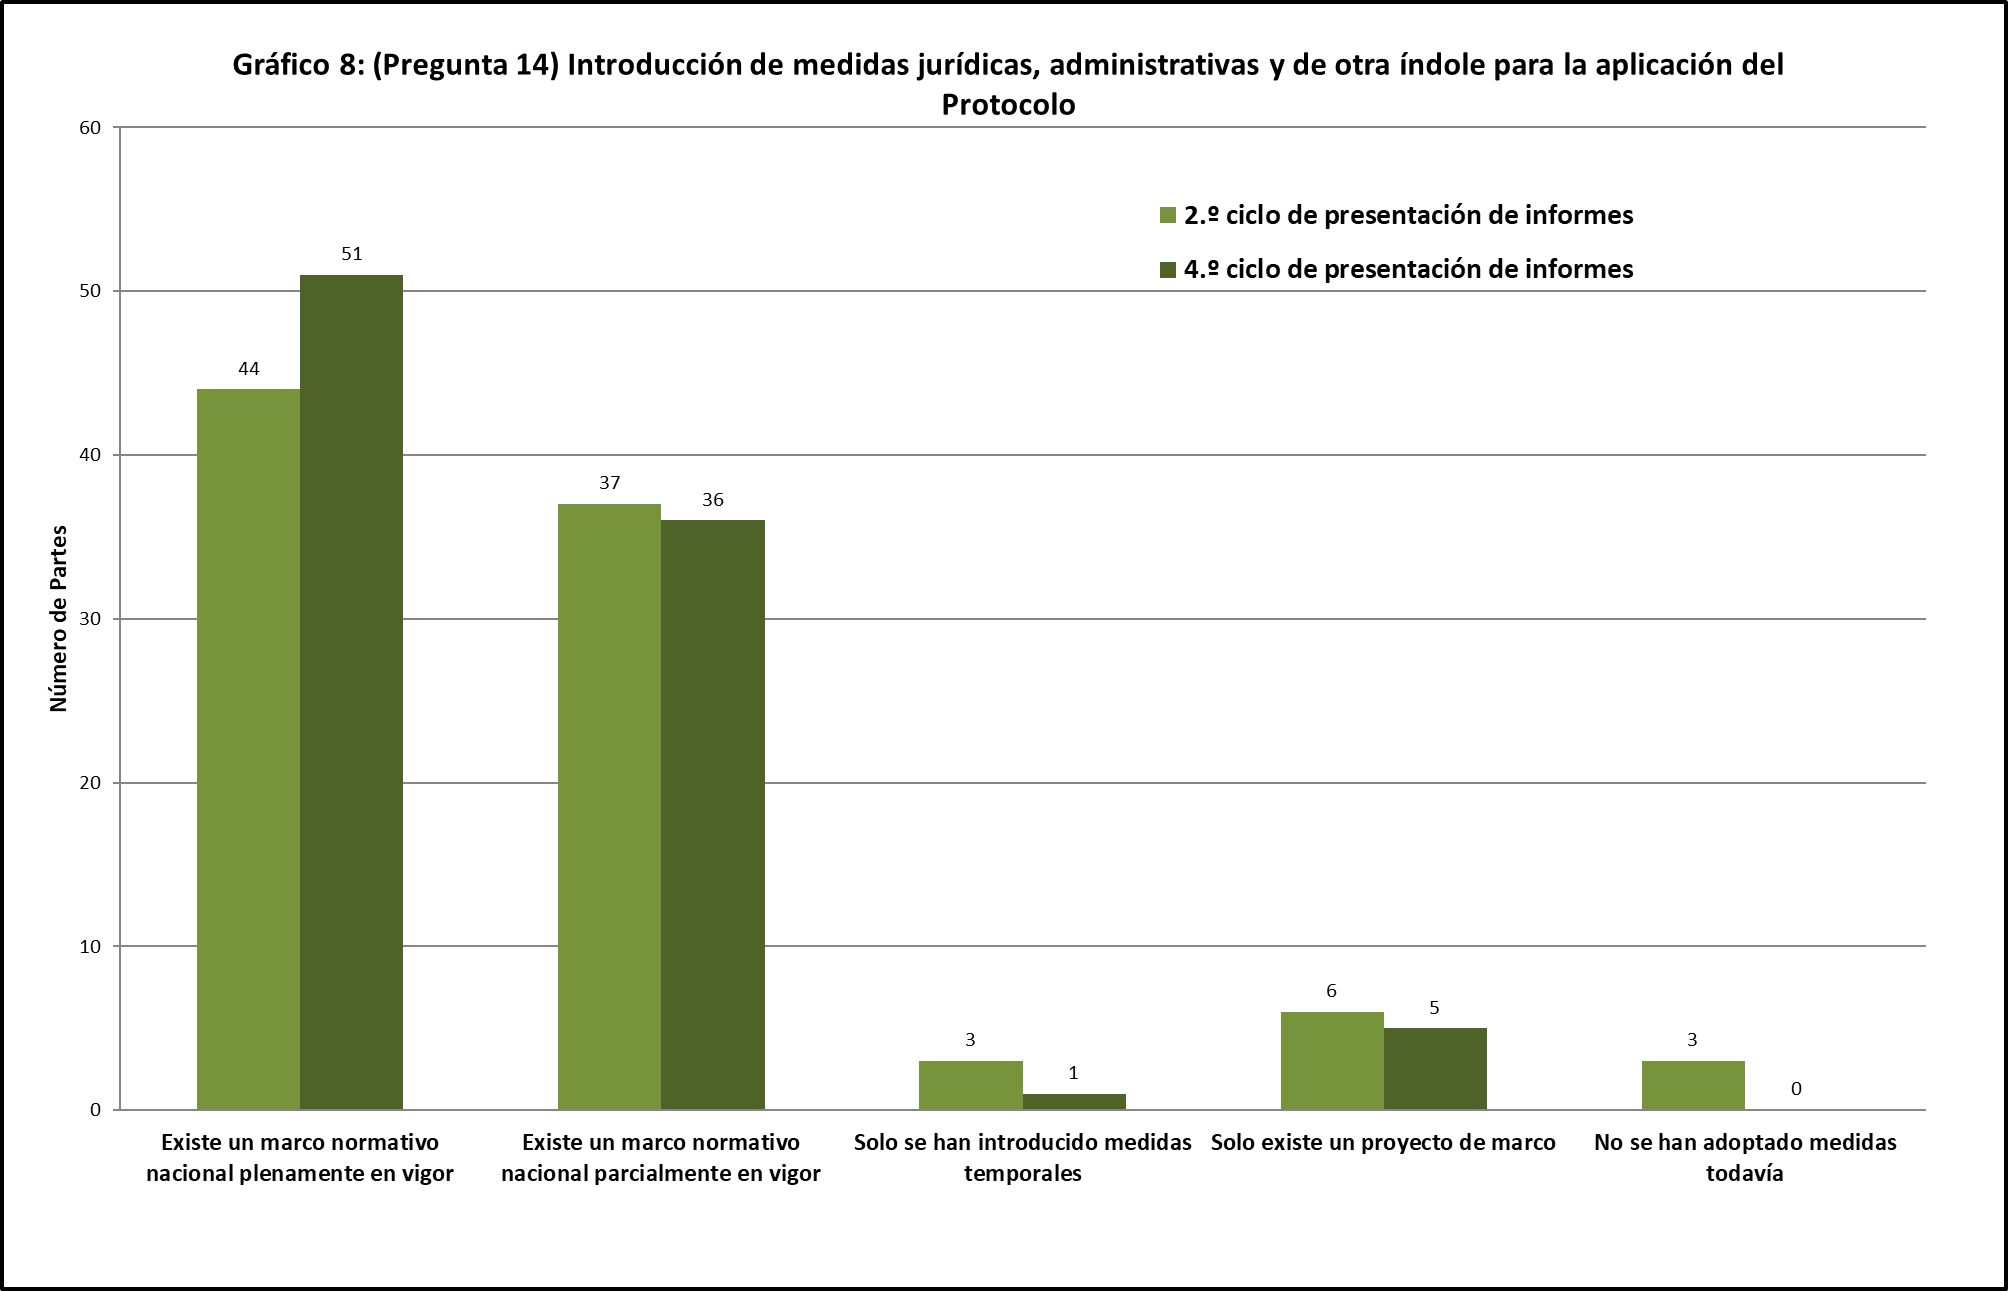 Gráfico 8: (Pregunta 14) Introducción de medidas jurídicas, administrativas y de otra índole para la aplicación del
Protocolo
60
50
40
30
20
10
0
Número de Partes
2.º ciclo de presentación de informes
4.º ciclo de presentación de informes
44
51
37
36
3
1
6
5
3
0
Existe un marco normativo
nacional plenamente en vigor
Existe un marco normativo
nacional parcialmente en vigor
Solo se han introducido medidas
temporales
Solo existe un proyecto de marco
No se han adoptado medidas
todavía